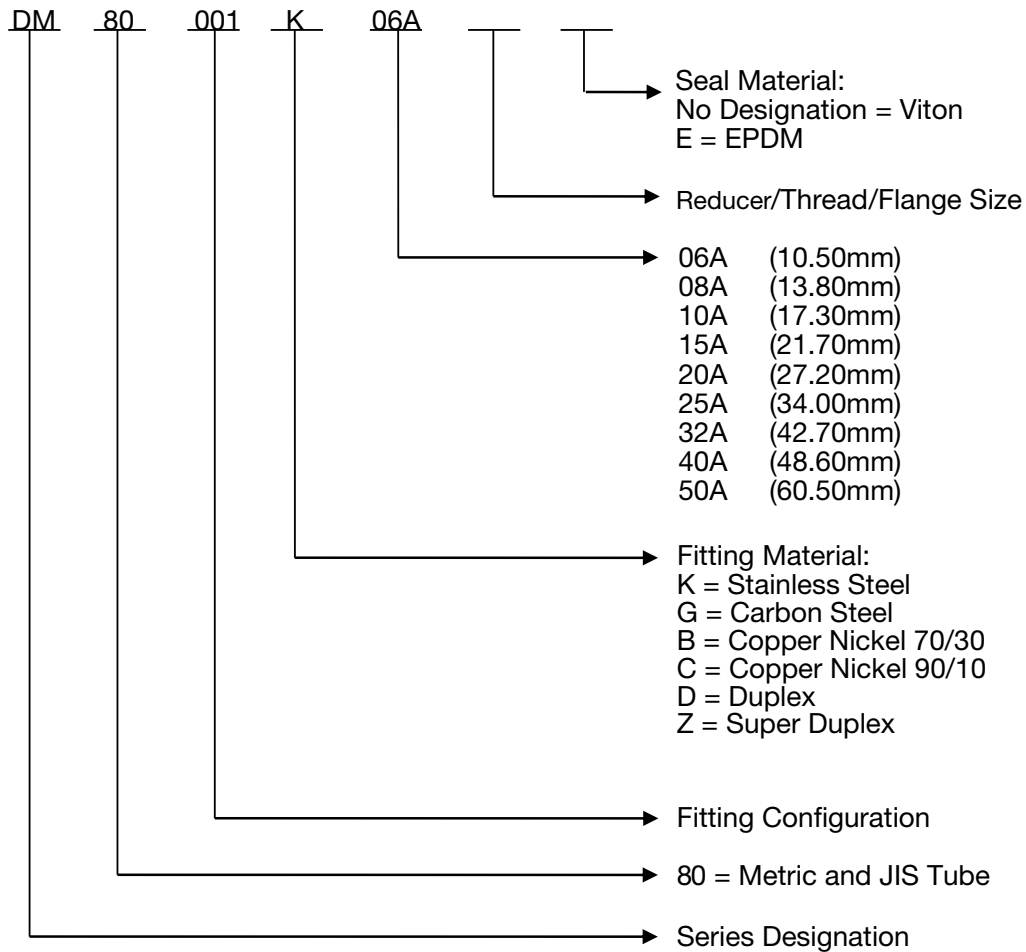 DM 80 001 K 06A
Seal Material:
No Designation = Viton
E = EPDM
Reducer/Thread/Flange Size
06A (10.50mm)
08A (13.80mm)
10A (17.30mm)
15A (21.70mm)
20A (27.20mm)
25A (34.00mm)
32A (42.70mm)
40A (48.60mm)
50A (60.50mm)
Fitting Material:
K = Stainless Steel
G = Carbon Steel
B = Copper Nickel 70/30
C = Copper Nickel 90/10
D = Duplex
Z = Super Duplex
Fitting Configuration
80 = Metric and JIS Tube
Series Designation